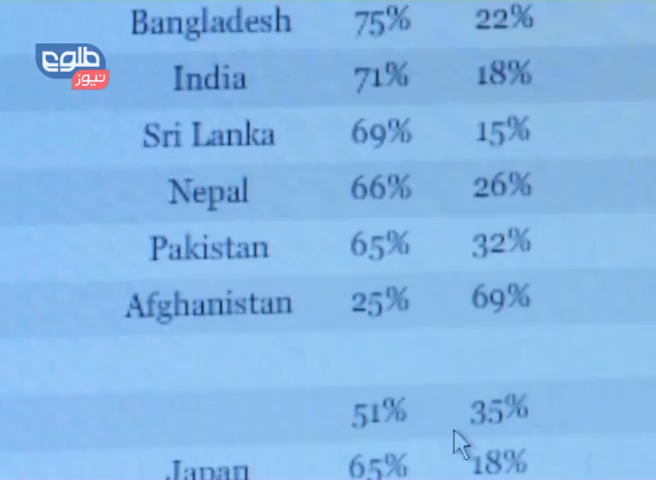 Bangladesh 75% 22%
طلوع
نیوز
India 71% 18%
Sri Lanka 69% 15%
Nepal 66% 26%
Pakistan 65% 32%
Afghanistan 25% 69%
51% 35%
Japan 65% 18%